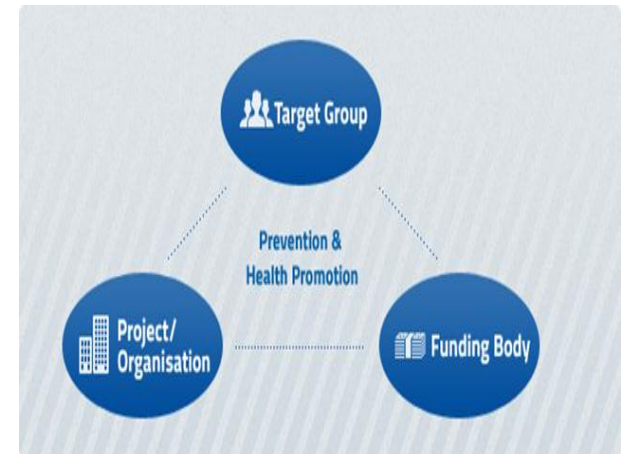 Target Group
Prevention &
Health Promotion
Project/
Organisation
Funding Body